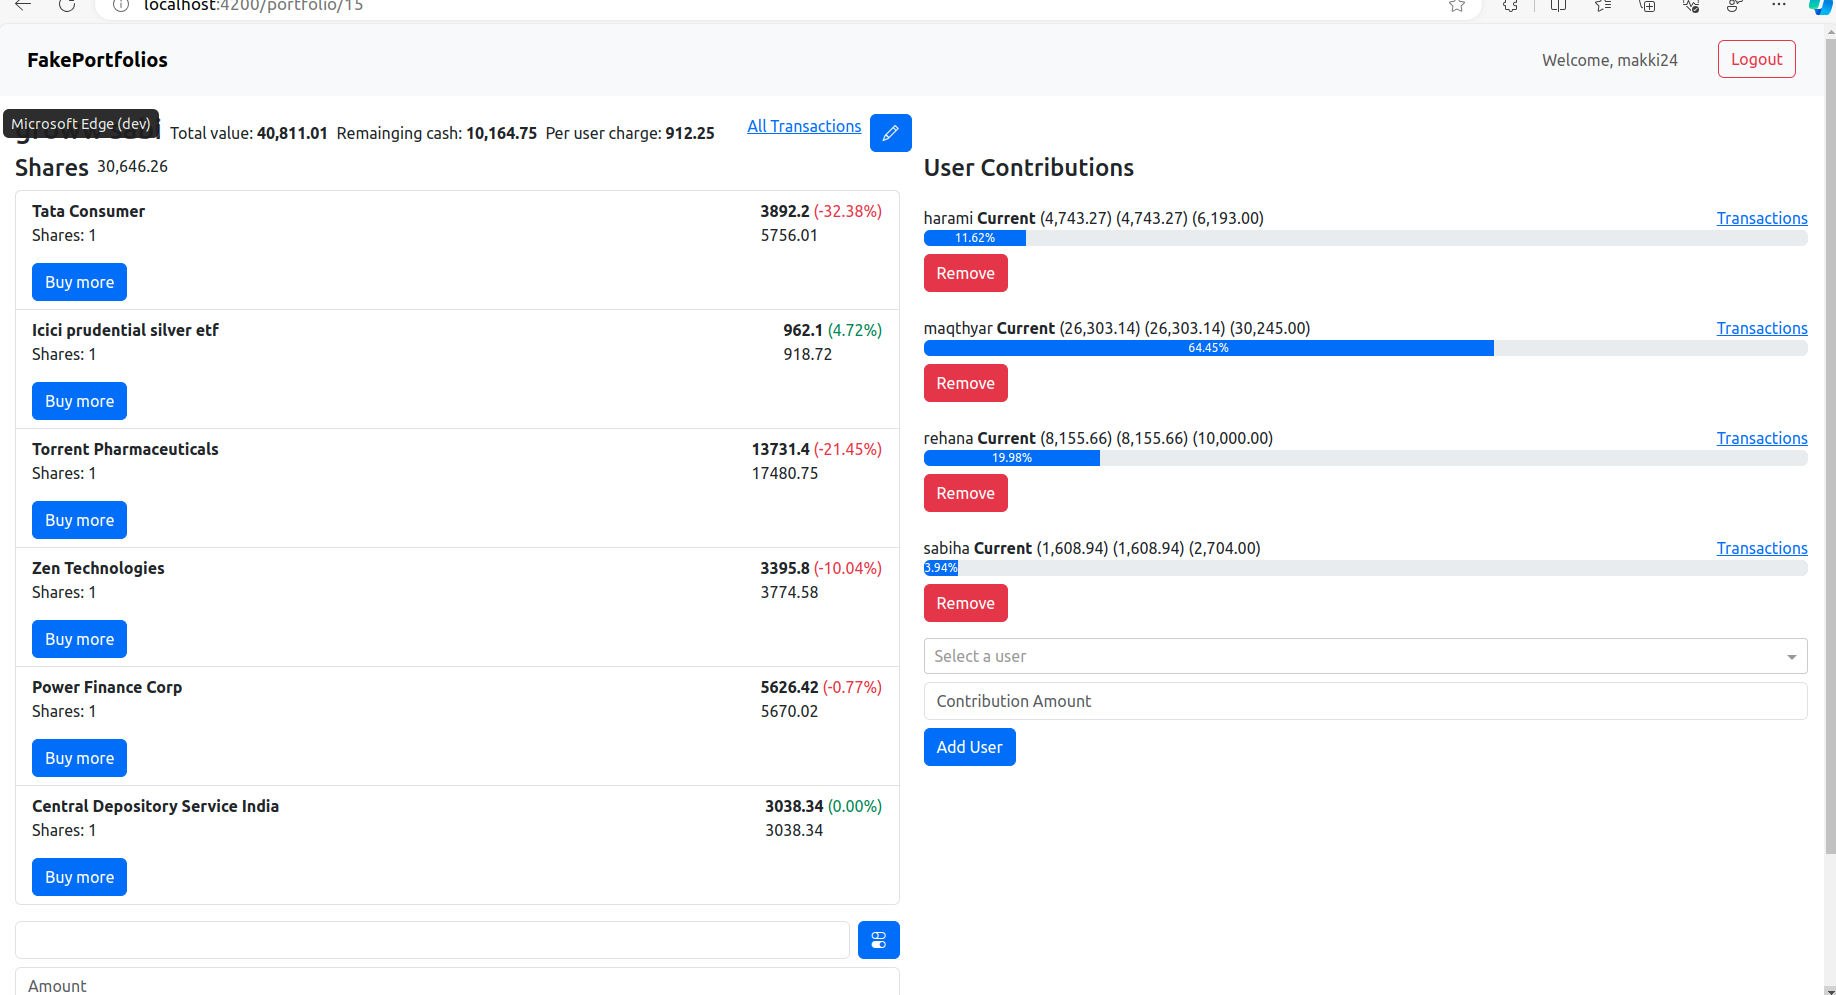 localhost:4200/portfolio/15
FakePortfolios
Welcome, makki24
Logout
Microsoft Edge (dev)
Total value: 40,811.01 Remainging cash: 10,164.75 Per user charge: 912.25
All Transactions
Shares 30,646.26
Tata Consumer
3892.2 (-32.38%)
Shares: 1
5756.01
Buy more
Icici prudential silver etf
962.1 (4.72%)
Shares: 1
918.72
Buy more
Torrent Pharmaceuticals
13731.4 (-21.45%)
Shares: 1
17480.75
Buy more
Zen Technologies
3395.8 (-10.04%)
Shares: 1
3774.58
Buy more
Power Finance Corp
5626.42 (-0.77%)
Shares: 1
5670.02
Buy more
Central Depository Service India
3038.34 (0.00%)
Shares: 1
3038.34
Buy more
Amount
User Contributions
harami Current (4,743.27) (4,743.27) (6,193.00)
Transactions
11.62%
Remove
maqthyar Current (26,303.14) (26,303.14) (30,245.00)
Transactions
64.45%
Remove
rehana Current (8,155.66) (8,155.66) (10,000.00)
Transactions
19.98%
Remove
sabiha Current (1,608.94) (1,608.94) (2,704.00)
Transactions
3.94%
Remove
Select a user
Contribution Amount
Add User